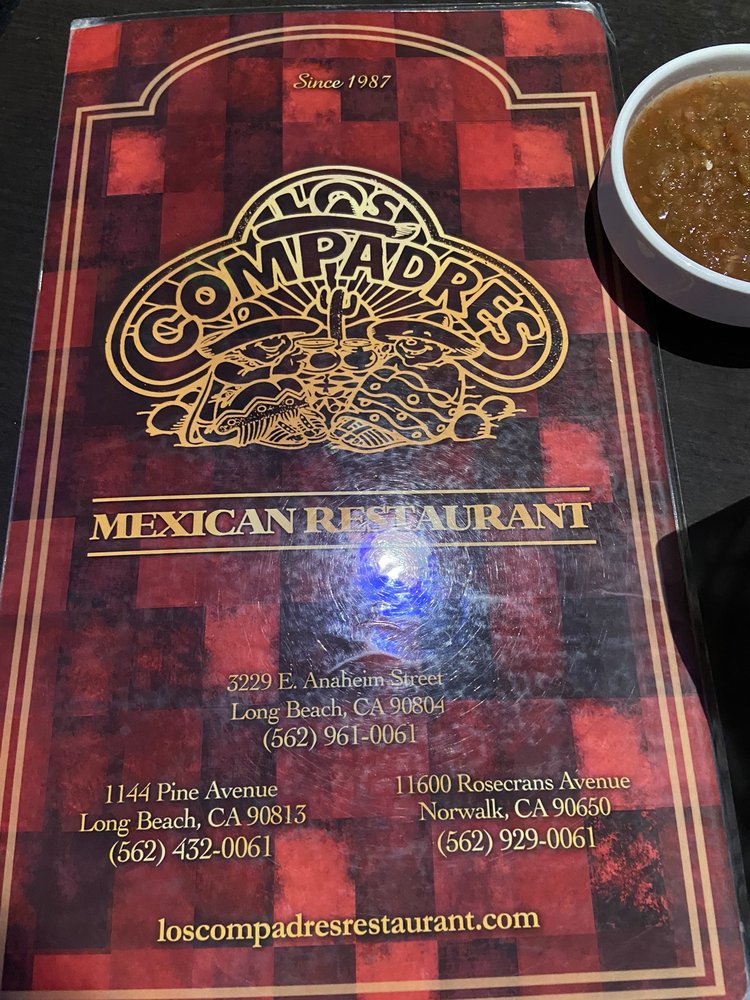 Since 1987
LOS
COMPADRES
MEXICAN RESTAURANT
3229 E. Anaheim Street
Long Beach, CA 90804
(562) 961-0061
1144 Pine Avenue
Long Beach, CA 90813
(562) 432-0061
11600 Rosecrans Avenue
Norwalk, CA 90650
(562) 929-0061
loscompadresrestaurant.com